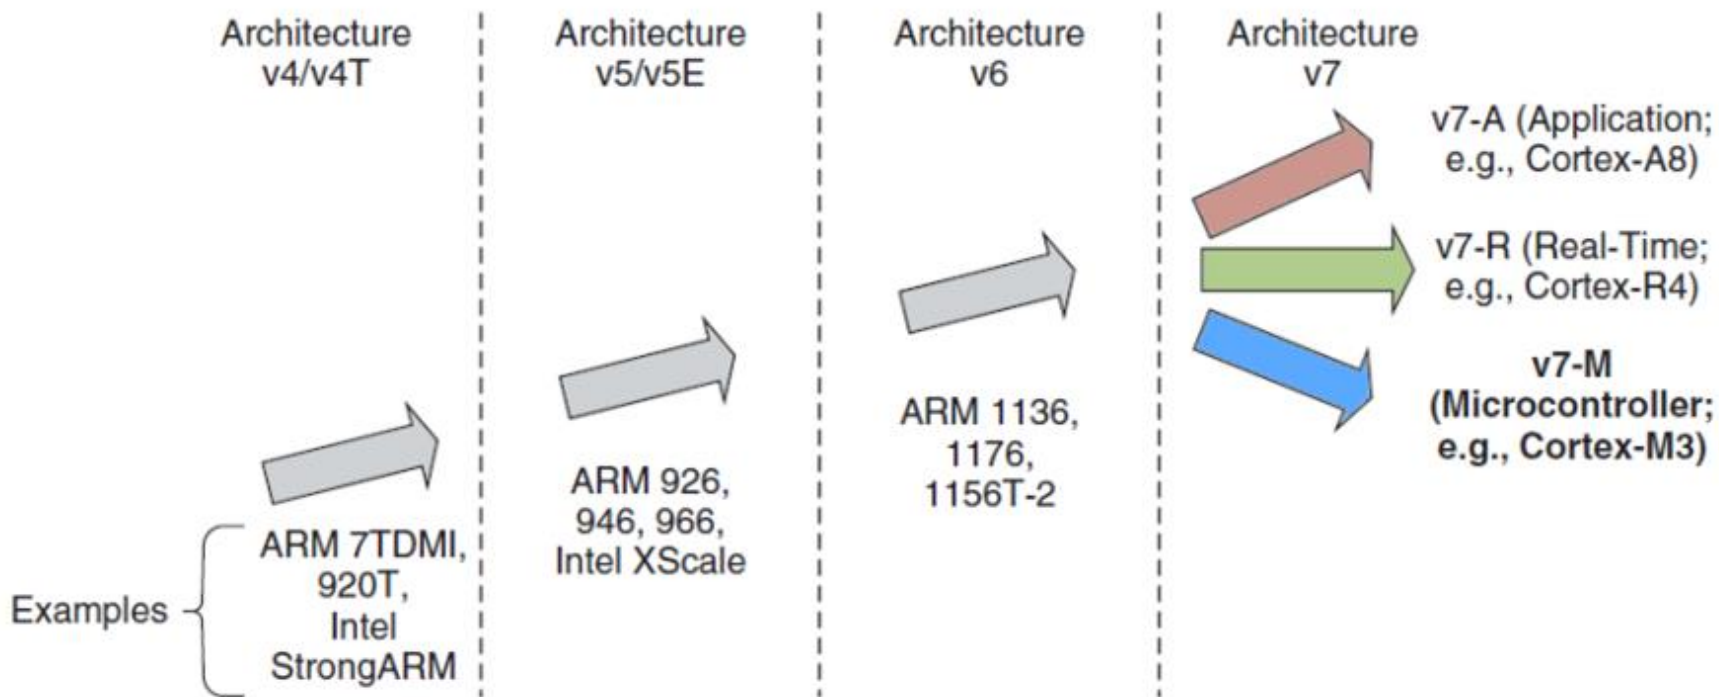 Architecture
v4/v4T
Architecture
v5/v5E
Architecture
v6
Architecture
v7
v7-A (Application;
e.g., Cortex-A8)
v7-R (Real-Time;
e.g., Cortex-R4)
v7-M
(Microcontroller;
e.g., Cortex-M3)
ARM 1136,
1176,
1156T-2
ARM 926,
946, 966,
Intel XScale
Examples
ARM 7TDMI,
920T,
Intel
StrongARM